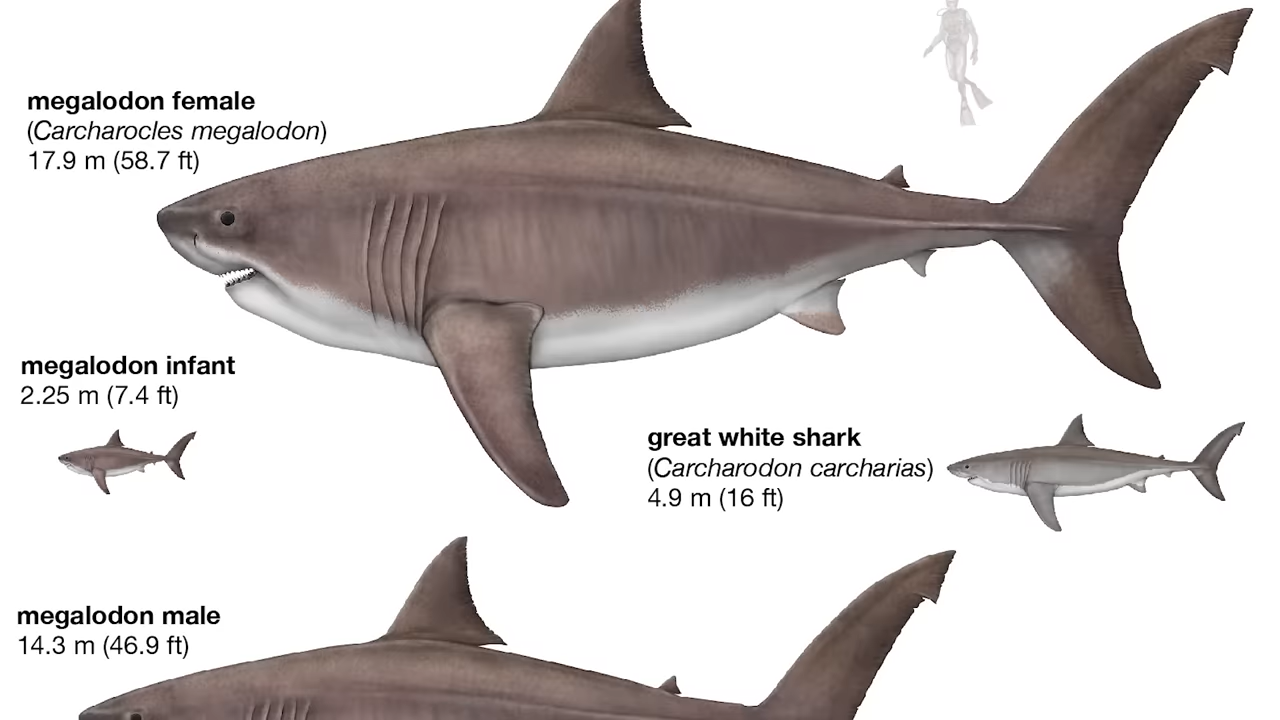 megalodon female
(Carcharocles megalodon)
17.9 m (58.7 ft)
megalodon infant
2.25 m (7.4 ft)
great white shark
(Carcharodon carcharias)
4.9 m (16 ft)
megalodon male
14.3 m (46.9 ft)